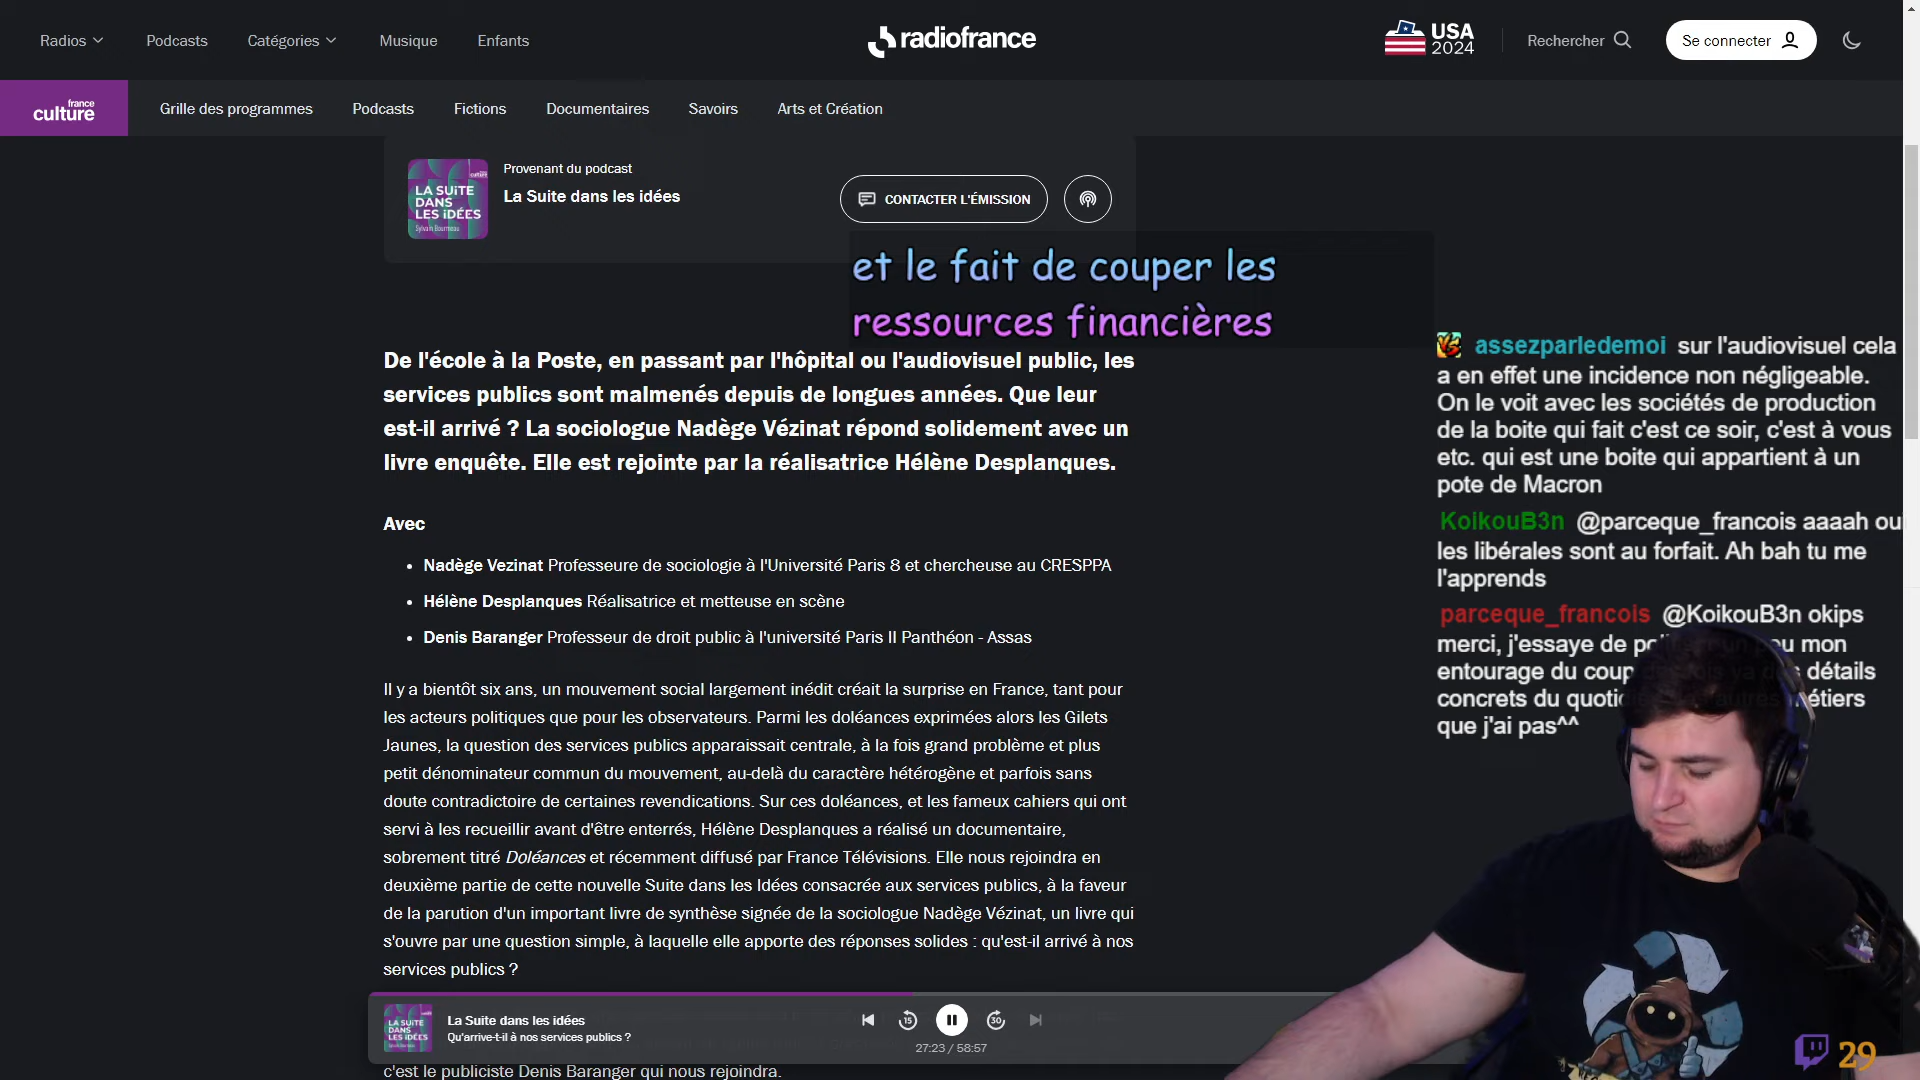 Radios Podcasts Catégories Musique Enfants radiofrance USA 2024 Rechercher Se connecter
france culture Grille des programmes Podcasts Fictions Documentaires Savoirs Arts et Création
culture
LA SUITE
DANS
LES IDÉES
Sylvain Bourmeau
Provenant du podcast
La Suite dans les idées
CONTACTER L'ÉMISSION
et le fait de couper les
ressources financières
De l'école à la Poste, en passant par l'hôpital ou l'audiovisuel public, les
services publics sont malmenés depuis de longues années. Que leur
est-il arrivé ? La sociologue Nadège Vézinat répond solidement avec un
livre enquête. Elle est rejointe par la réalisatrice Hélène Desplanques.
Avec
• Nadège Vezinat Professeure de sociologie à l'Université Paris 8 et chercheuse au CRESPPA
• Hélène Desplanques Réalisatrice et metteuse en scène
• Denis Baranger Professeur de droit public à l'université Paris II Panthéon - Assas
Il y a bientôt six ans, un mouvement social largement inédit créait la surprise en France, tant pour
les acteurs politiques que pour les observateurs. Parmi les doléances exprimées alors les Gilets
Jaunes, la question des services publics apparaissait centrale, à la fois grand problème et plus
petit dénominateur commun du mouvement, au-delà du caractère hétérogène et parfois sans
doute contradictoire de certaines revendications. Sur ces doléances, et les fameux cahiers qui ont
servi à les recueillir avant d'être enterrés, Hélène Desplanques a réalisé un documentaire,
sobrement titré Doléances et récemment diffusé par France Télévisions. Elle nous rejoindra en
deuxième partie de cette nouvelle Suite dans les Idées consacrée aux services publics, à la faveur
de la parution d'un important livre de synthèse signée de la sociologue Nadège Vézinat, un livre qui
s'ouvre par une question simple, à laquelle elle apporte des réponses solides : qu'est-il arrivé à nos
services publics ?
c'est le publiciste Denis Baranger qui nous rejoindra.
assezparledemoi sur l'audiovisuel cela
a en effet une incidence non négligeable.
On le voit avec les sociétés de production
de la boite qui fait c'est ce soir, c'est à vous
etc. qui est une boite qui appartient à un
pote de Macron
KoikouB3n @parceque_francois aaaah ou
les libérales sont au forfait. Ah bah tu me
l'apprends
parceque_francois @KoikouB3n okips
merci, j'essaye de un peu mon
entourage du coup détails
concrets du métiers
que j'ai pas^^
LA SUITE
DANS
LES IDÉES
La Suite dans les idées
Qu'arrive-t-il à nos services publics ?
15
30
27:23 / 58:57
29